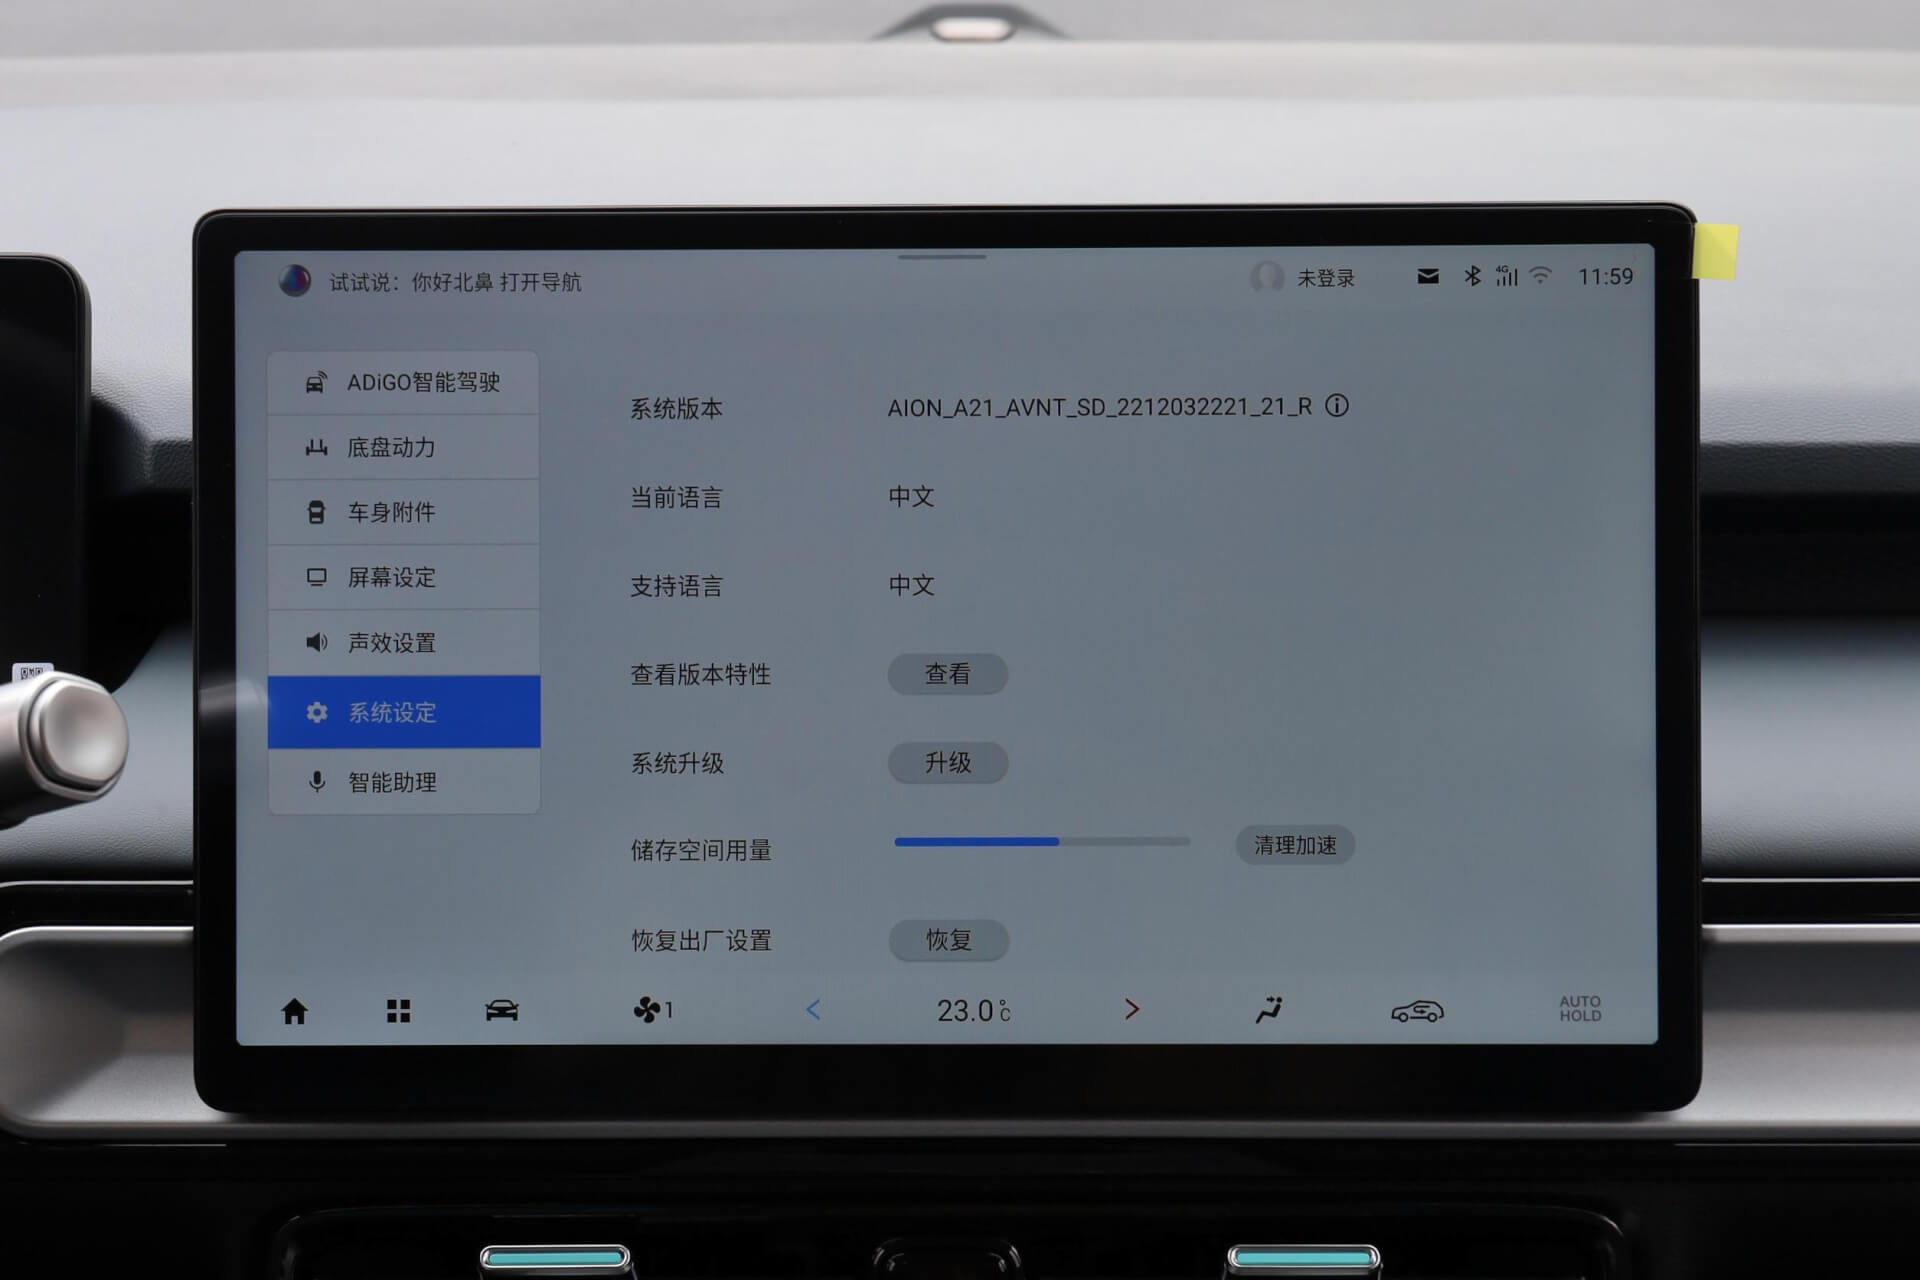 试试说：你好北鼻 打开导航
未登录
4G
11:59
ADiGO智能驾驶
底盘动力
车身附件
屏幕设定
声效设置
系统设定
智能助理
系统版本 AION_A21_AVNT_SD_2212032221_21_R
当前语言 中文
支持语言 中文
查看版本特性 查看
系统升级 升级
储存空间用量 清理加速
恢复出厂设置 恢复
1
< 23.0℃ >
AUTO
HOLD